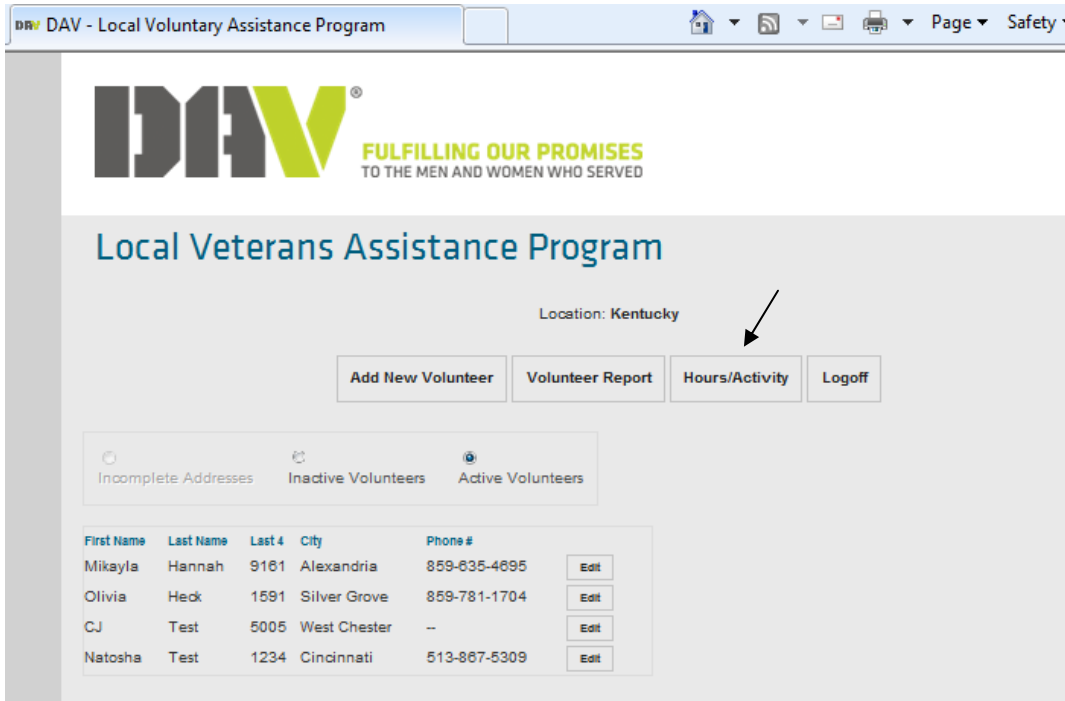 DAV DAV - Local Voluntary Assistance Program Page Safety
DAV®
FULFILLING OUR PROMISES
TO THE MEN AND WOMEN WHO SERVED
Local Veterans Assistance Program
Location: Kentucky
Add New Volunteer Volunteer Report Hours/Activity Logoff
Incomplete Addresses Inactive Volunteers Active Volunteers
First Name Last Name Last 4 City Phone #
Mikayla Hannah 9161 Alexandria 859-635-4695 Edit
Olivia Heck 1591 Silver Grove 859-781-1704 Edit
CJ Test 5005 West Chester -- Edit
Natosha Test 1234 Cincinnati 513-867-5309 Edit